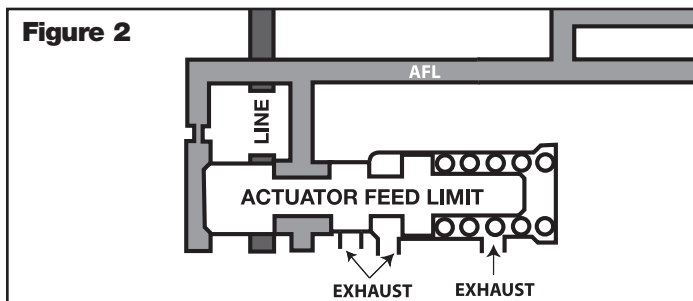 Figure 2
AFL
LINE
ACTUATOR FEED LIMIT
EXHAUST
EXHAUST